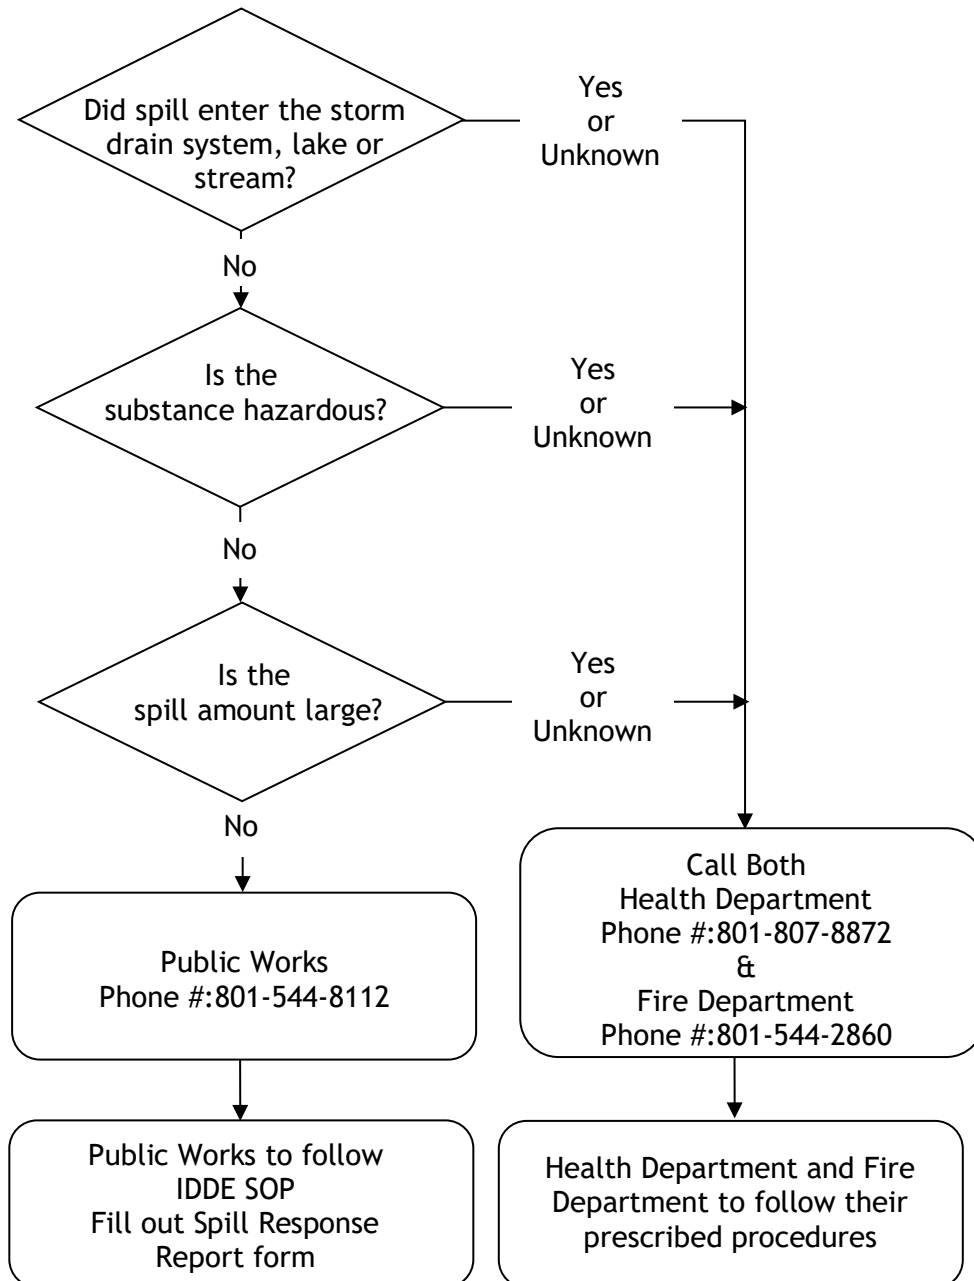 Did spill enter the storm
drain system, lake or
stream?
Yes
or
Unknown
No
Is the
substance hazardous?
Yes
or
Unknown
No
Is the
spill amount large?
Yes
or
Unknown
No
Public Works
Phone #:801-544-8112
Call Both
Health Department
Phone #:801-807-8872
&
Fire Department
Phone #:801-544-2860
Public Works to follow
IDDE SOP
Fill out Spill Response
Report form
Health Department and Fire
Department to follow their
prescribed procedures